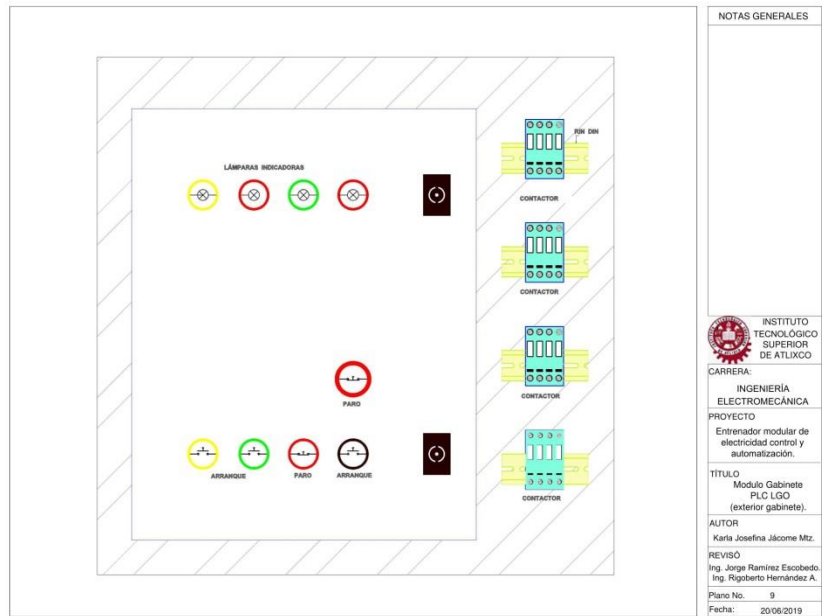 NOTAS GENERALES
RIN DIN
LÁMPARAS INDICADORAS
CONTACTOR
CONTACTOR
CONTACTOR
CONTACTOR
PARO
ARRANQUE
PARO
ARRANQUE
INSTITUTO
TECNOLÓGICO
SUPERIOR
DE ATLIXCO
CARRERA:
INGENIERÍA
ELECTROMECÁNICA
PROYECTO
Entrenador modular de
electricidad control y
automatización.
TÍTULO
Modulo Gabinete
PLC LGO
(exterior gabinete).
AUTOR
Karla Josefina Jácome Mtz.
REVISÓ
Ing. Jorge Ramírez Escobedo.
Ing. Rigoberto Hernández A.
Plano No. 9
Fecha: 20/06/2019